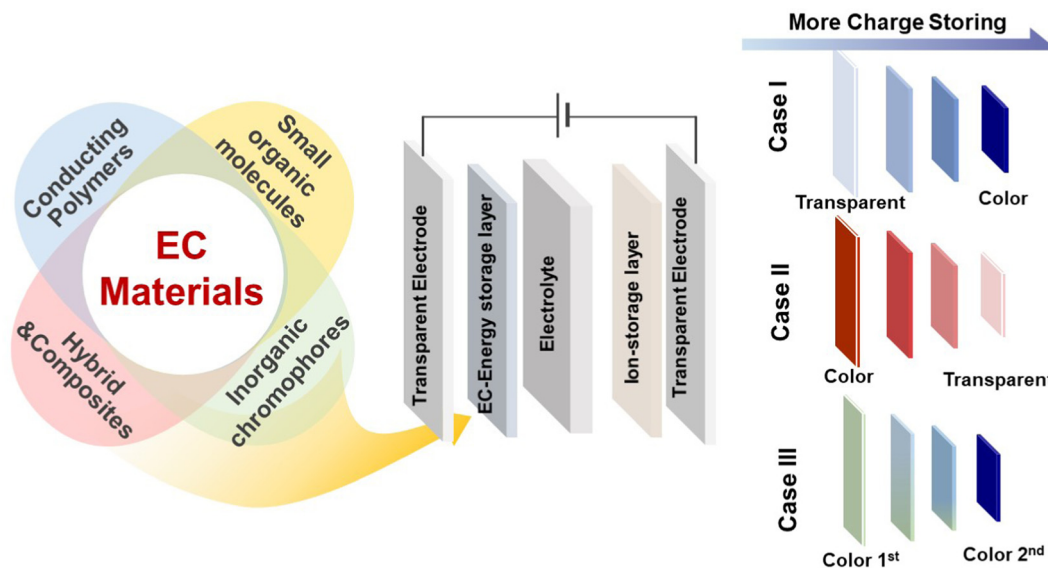 Conducting
Polymers
Small
organic
molecules
EC
Materials
Hybrid
&Composites
Inorganic
chromophores
Transparent Electrode
EC-Energy storage layer
Electrolyte
Ion-storage layer
Transparent Electrode
More Charge Storing
Case I
Transparent
Color
Case II
Color
Transparent
Case III
Color 1st
Color 2nd